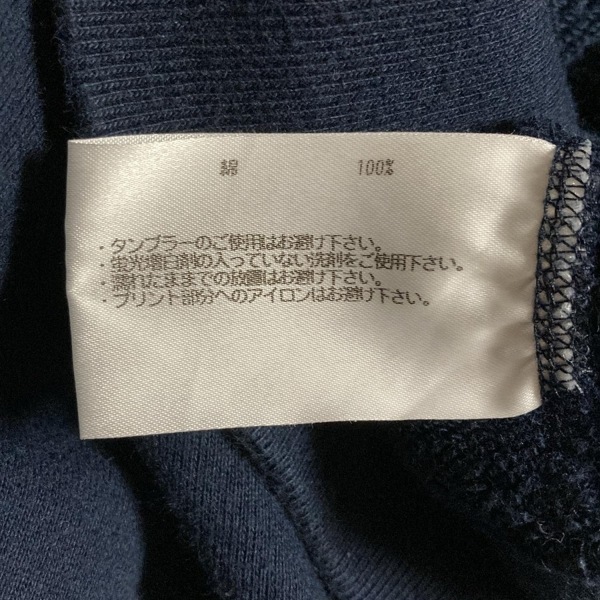 綿 100%
・タンブラーのご使用はお避け下さい。
・蛍光増白剤の入っていない洗剤をご使用下さい。
・濡れたままでの放置はお避け下さい。
・プリント部分へのアイロンはお避け下さい。